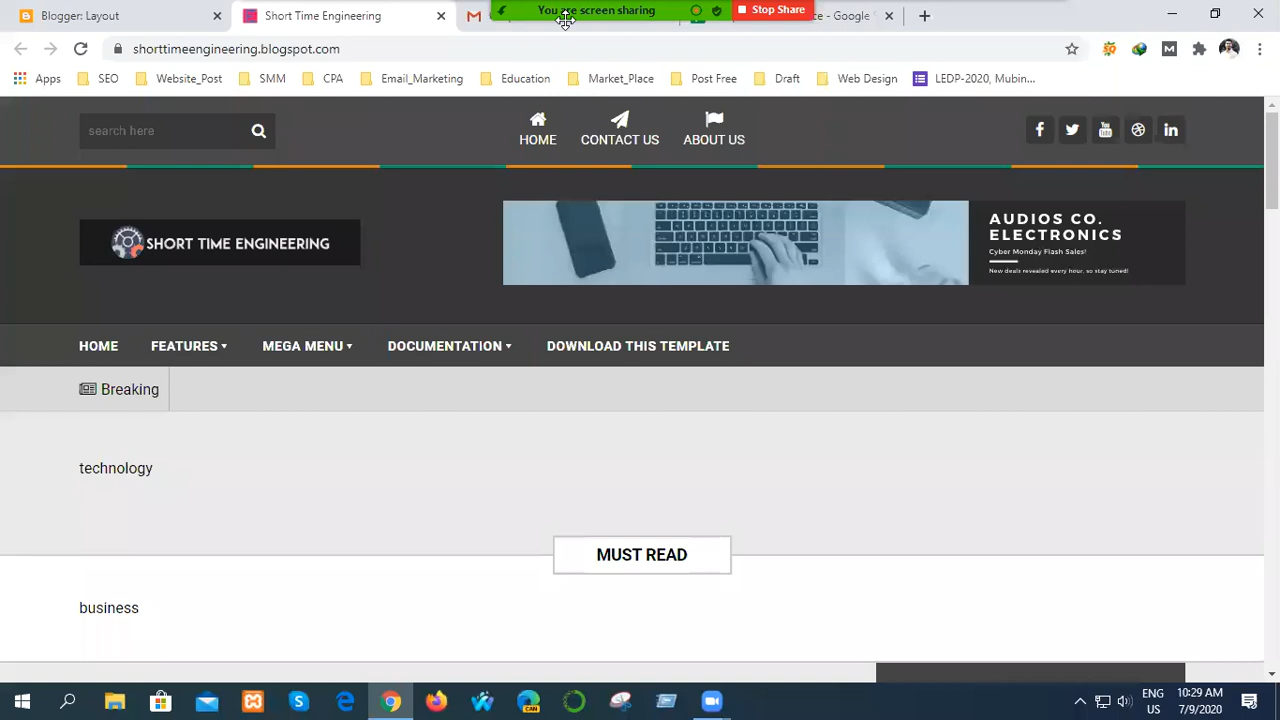 Blogger: Layout
Short Time Engineering
You are screen sharing
Stop Share
e - Google
shorttimeengineering.blogspot.com
Apps
SEO
Website_Post
SMM
CPA
Email_Marketing
Education
Market_Place
Post Free
Draft
Web Design
LEDP-2020, Mubin...
search here
HOME
CONTACT US
ABOUT US
SHORT TIME ENGINEERING
AUDIOS CO.
ELECTRONICS
Cyber Monday Flash Sales!
New deals revealed every hour, so stay tuned!
HOME
FEATURES
MEGA MENU
DOCUMENTATION
DOWNLOAD THIS TEMPLATE
Breaking
technology
MUST READ
business
ENG
US
10:29 AM
7/9/2020